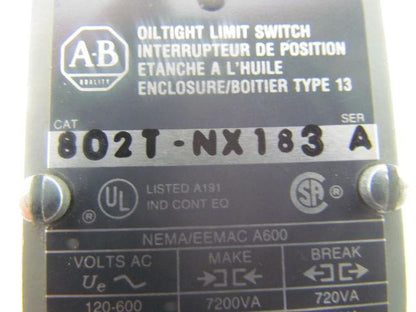 A-B
QUALITY
OILTIGHT LIMIT SWITCH
INTERRUPTEUR DE POSITION
ETANCHE A L'HUILE
ENCLOSURE/BOITIER TYPE 13
CAT SER
802T-NX183 A
® UL LISTED A191
IND CONT EQ
SA ®
NEMA/EEMAC A600
VOLTS AC MAKE BREAK
Ue
120-600 7200VA 720VA